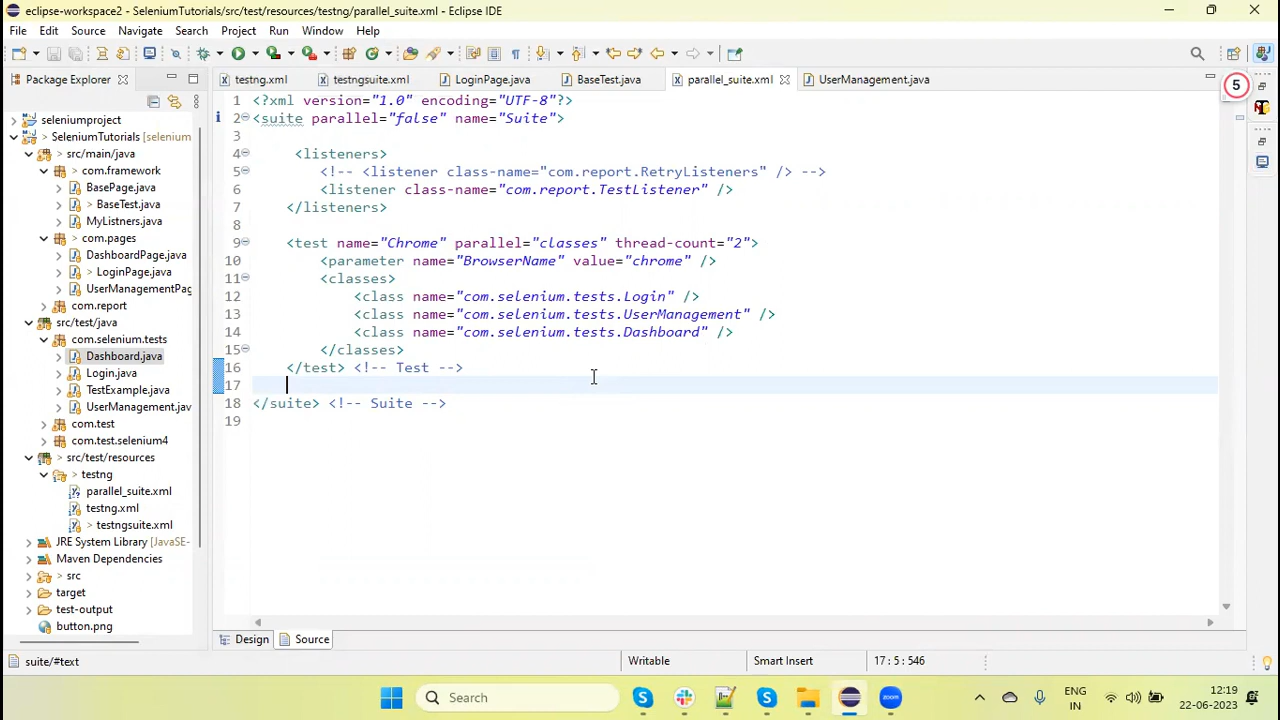 eclipse-workspace2 - SeleniumTutorials/src/test/resources/testng/parallel_suite.xml - Eclipse IDE
File Edit Source Navigate Search Project Run Window Help
Package Explorer
testng.xml
testngsuite.xml
LoginPage.java
BaseTest.java
parallel_suite.xml
UserManagement.java
5
seleniumproject
SeleniumTutorials [selenium
src/main/java
com.framework
BasePage.java
> BaseTest.java
MyListners.java
com.pages
DashboardPage.java
> LoginPage.java
UserManagementPag
com.report
src/test/java
com.selenium.tests
Dashboard.java
Login.java
TestExample.java
UserManagement.jav
com.test
com.test.selenium4
src/test/resources
> testng
parallel_suite.xml
testng.xml
> testngsuite.xml
JRE System Library [JavaSE-
Maven Dependencies
> src
target
test-output
button.png
1 <?xml version="1.0" encoding="UTF-8"?>
2 <suite parallel="false" name="Suite">
3
4 <listeners>
5 <!-- <listener class-name="com.report.RetryListeners" /> -->
6 <listener class-name="com.report.TestListener" />
7 </listeners>
8
9 <test name="Chrome" parallel="classes" thread-count="2">
10 <parameter name="BrowserName" value="chrome" />
11 <classes>
12 <class name="com.selenium.tests.Login" />
13 <class name="com.selenium.tests.UserManagement" />
14 <class name="com.selenium.tests.Dashboard" />
15 </classes>
16 </test> <!-- Test -->
17
18 </suite> <!-- Suite -->
19
Design Source
suite/#text Writable Smart Insert 17 : 5 : 546
Search
ENG
IN
12:19
22-06-2023
zoom